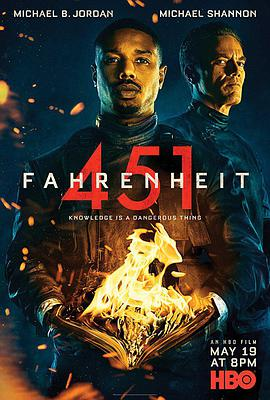 MICHAEL B. JORDAN MICHAEL SHANNON
FAHRENHEIT
451
KNOWLEDGE IS A DANGEROUS THING
AN HBO FILM
MAY 19
AT 8PM
HBO